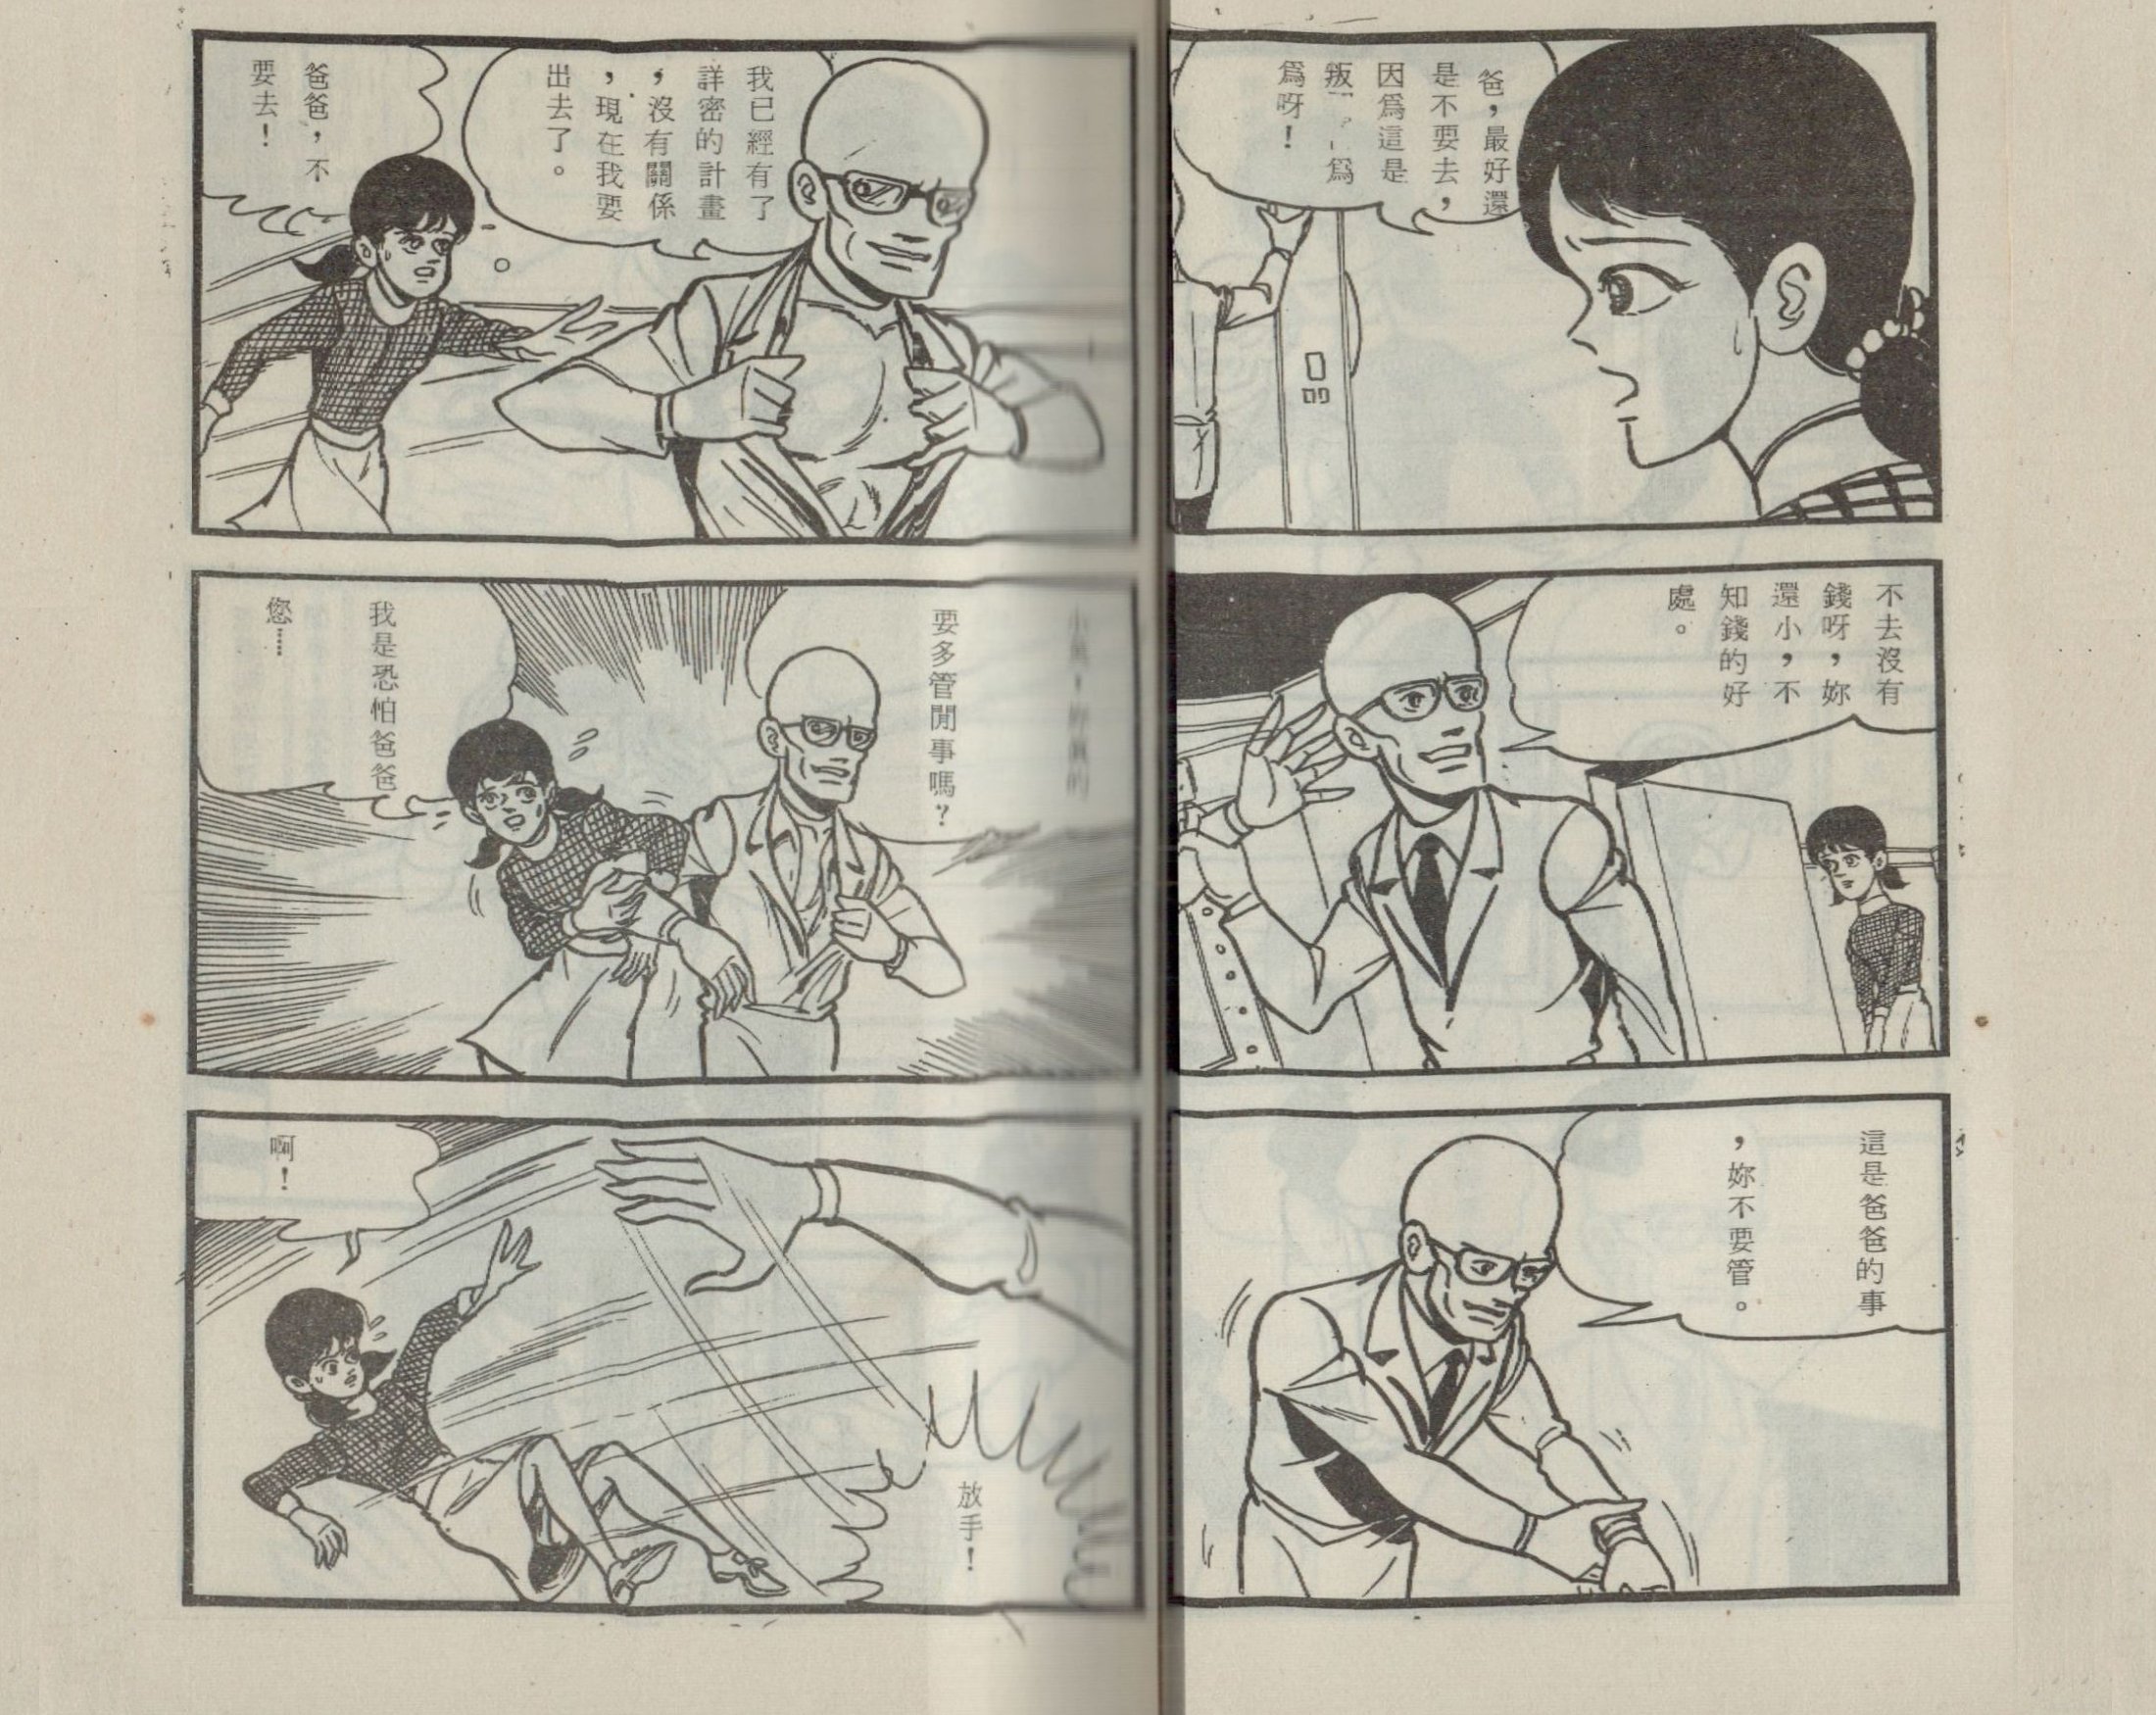 爸，最好還
是不要去，
因爲這是
叛
爲
爲呀！
不去沒有
錢呀，妳
還小，不
知錢的好
處。
這是爸爸的事
，妳不要管。
我已經有了
詳密的計畫
，沒有關係
，現在我要
出去了。
爸爸，不
要去！
要多管閒事嗎？
我是恐怕爸爸
您……
放手！
啊！